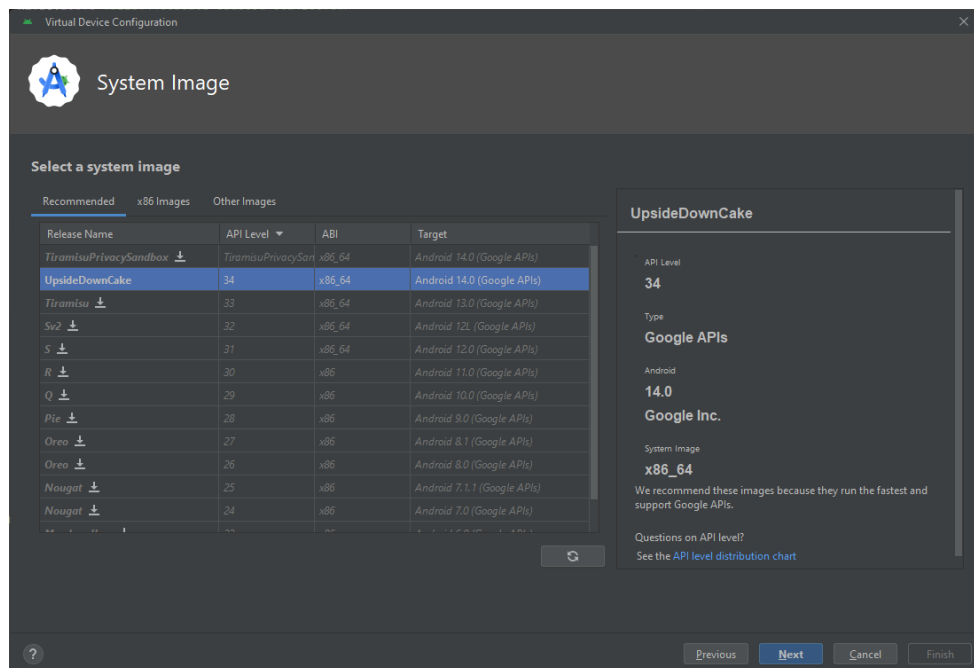 Virtual Device Configuration
System Image
Select a system image
Recommended x86 Images Other Images
Release Name API Level ABI Target
TiramisuPrivacySandbox TiramisuPrivacySan x86_64 Android 14.0 (Google APIs)
UpsideDownCake 34 x86_64 Android 14.0 (Google APIs)
Tiramisu 33 x86_64 Android 13.0 (Google APIs)
Sv2 32 x86_64 Android 12L (Google APIs)
S 31 x86_64 Android 12.0 (Google APIs)
R 30 x86 Android 11.0 (Google APIs)
Q 29 x86 Android 10.0 (Google APIs)
Pie 28 x86 Android 9.0 (Google APIs)
Oreo 27 x86 Android 8.1 (Google APIs)
Oreo 26 x86 Android 8.0 (Google APIs)
Nougat 25 x86 Android 7.1.1 (Google APIs)
Nougat 24 x86 Android 7.0 (Google APIs)
UpsideDownCake
API Level
34
Type
Google APIs
Android
14.0
Google Inc.
System Image
x86_64
We recommend these images because they run the fastest and
support Google APIs.
Questions on API level?
See the API level distribution chart
? Previous Next Cancel Finish